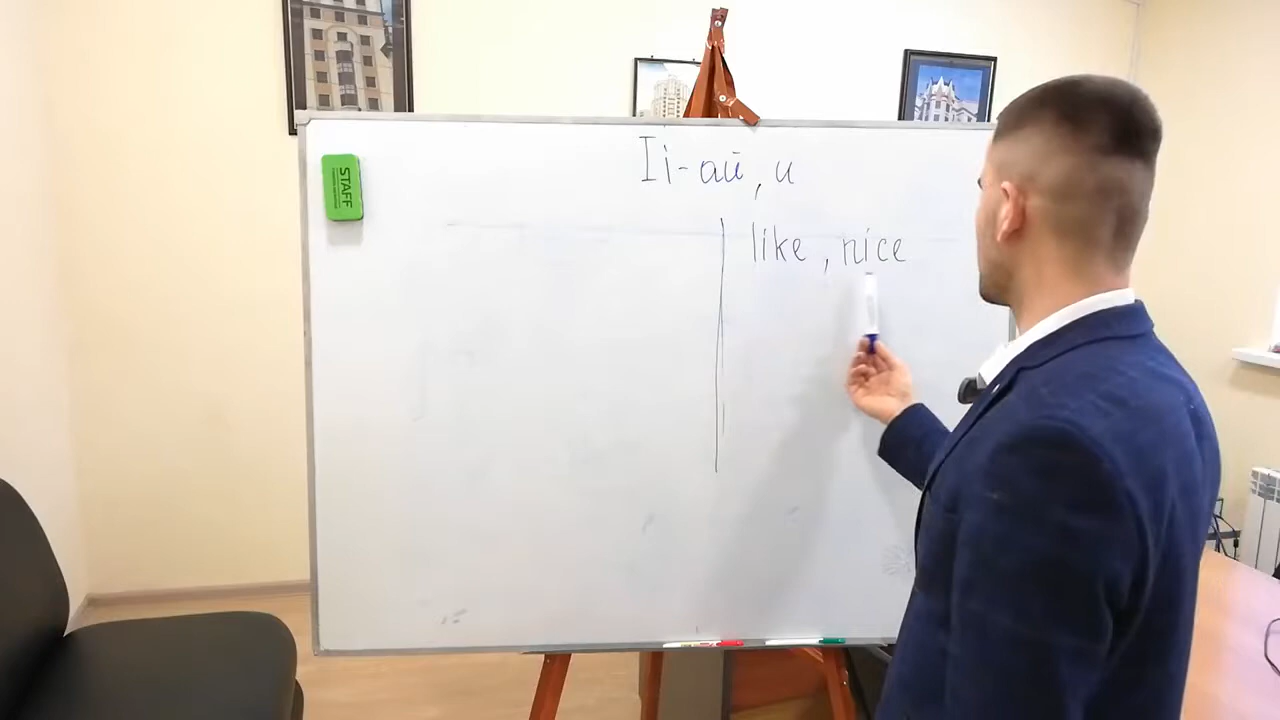 Ii-ай, и
like, nice
STAFF